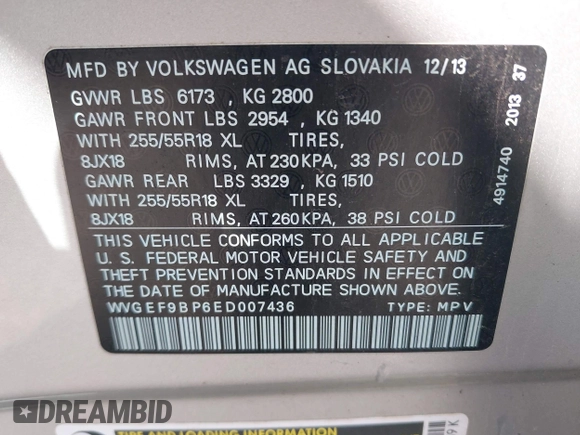 MFD BY VOLKSWAGEN AG SLOVAKIA 12/13
GVWR LBS 6173 , KG 2800
GAWR FRONT LBS 2954 , KG 1340
WITH 255/55R18 XL TIRES,
8JX18 RIMS, AT 230KPA, 33 PSI COLD
GAWR REAR LBS 3329 , KG 1510
WITH 255/55R18 XL TIRES,
8JX18 RIMS, AT 260KPA, 38 PSI COLD
THIS VEHICLE CONFORMS TO ALL APPLICABLE
U. S. FEDERAL MOTOR VEHICLE SAFETY AND
THEFT PREVENTION STANDARDS IN EFFECT ON
THE DATE OF MANUFACTURE SHOWN ABOVE.
WVGEF9BP6ED007436 TYPE: MPV
4914740 2013 37
TIRE AND LOADING INFORMATION
DREAMBID